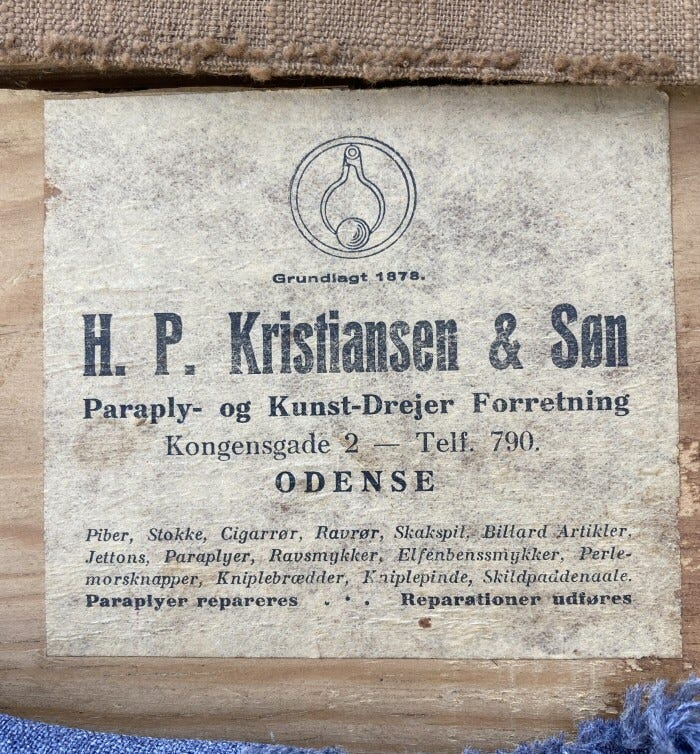 Grundlagt 1878.
H. P. Kristiansen & Søn
Paraply- og Kunst-Drejer Forretning
Kongensgade 2 — Telf. 790.
ODENSE
Piber, Stokke, Cigarrør, Ravrør, Skakspil, Billard Artikler,
Jettons, Paraplyer, Ravsmykker, Elfenbenssmykker, Perle-
morsknapper, Kniplebrædder, Kniplepinde, Skildpaddenaale.
Paraplyer repareres . • . Reparationer udføres